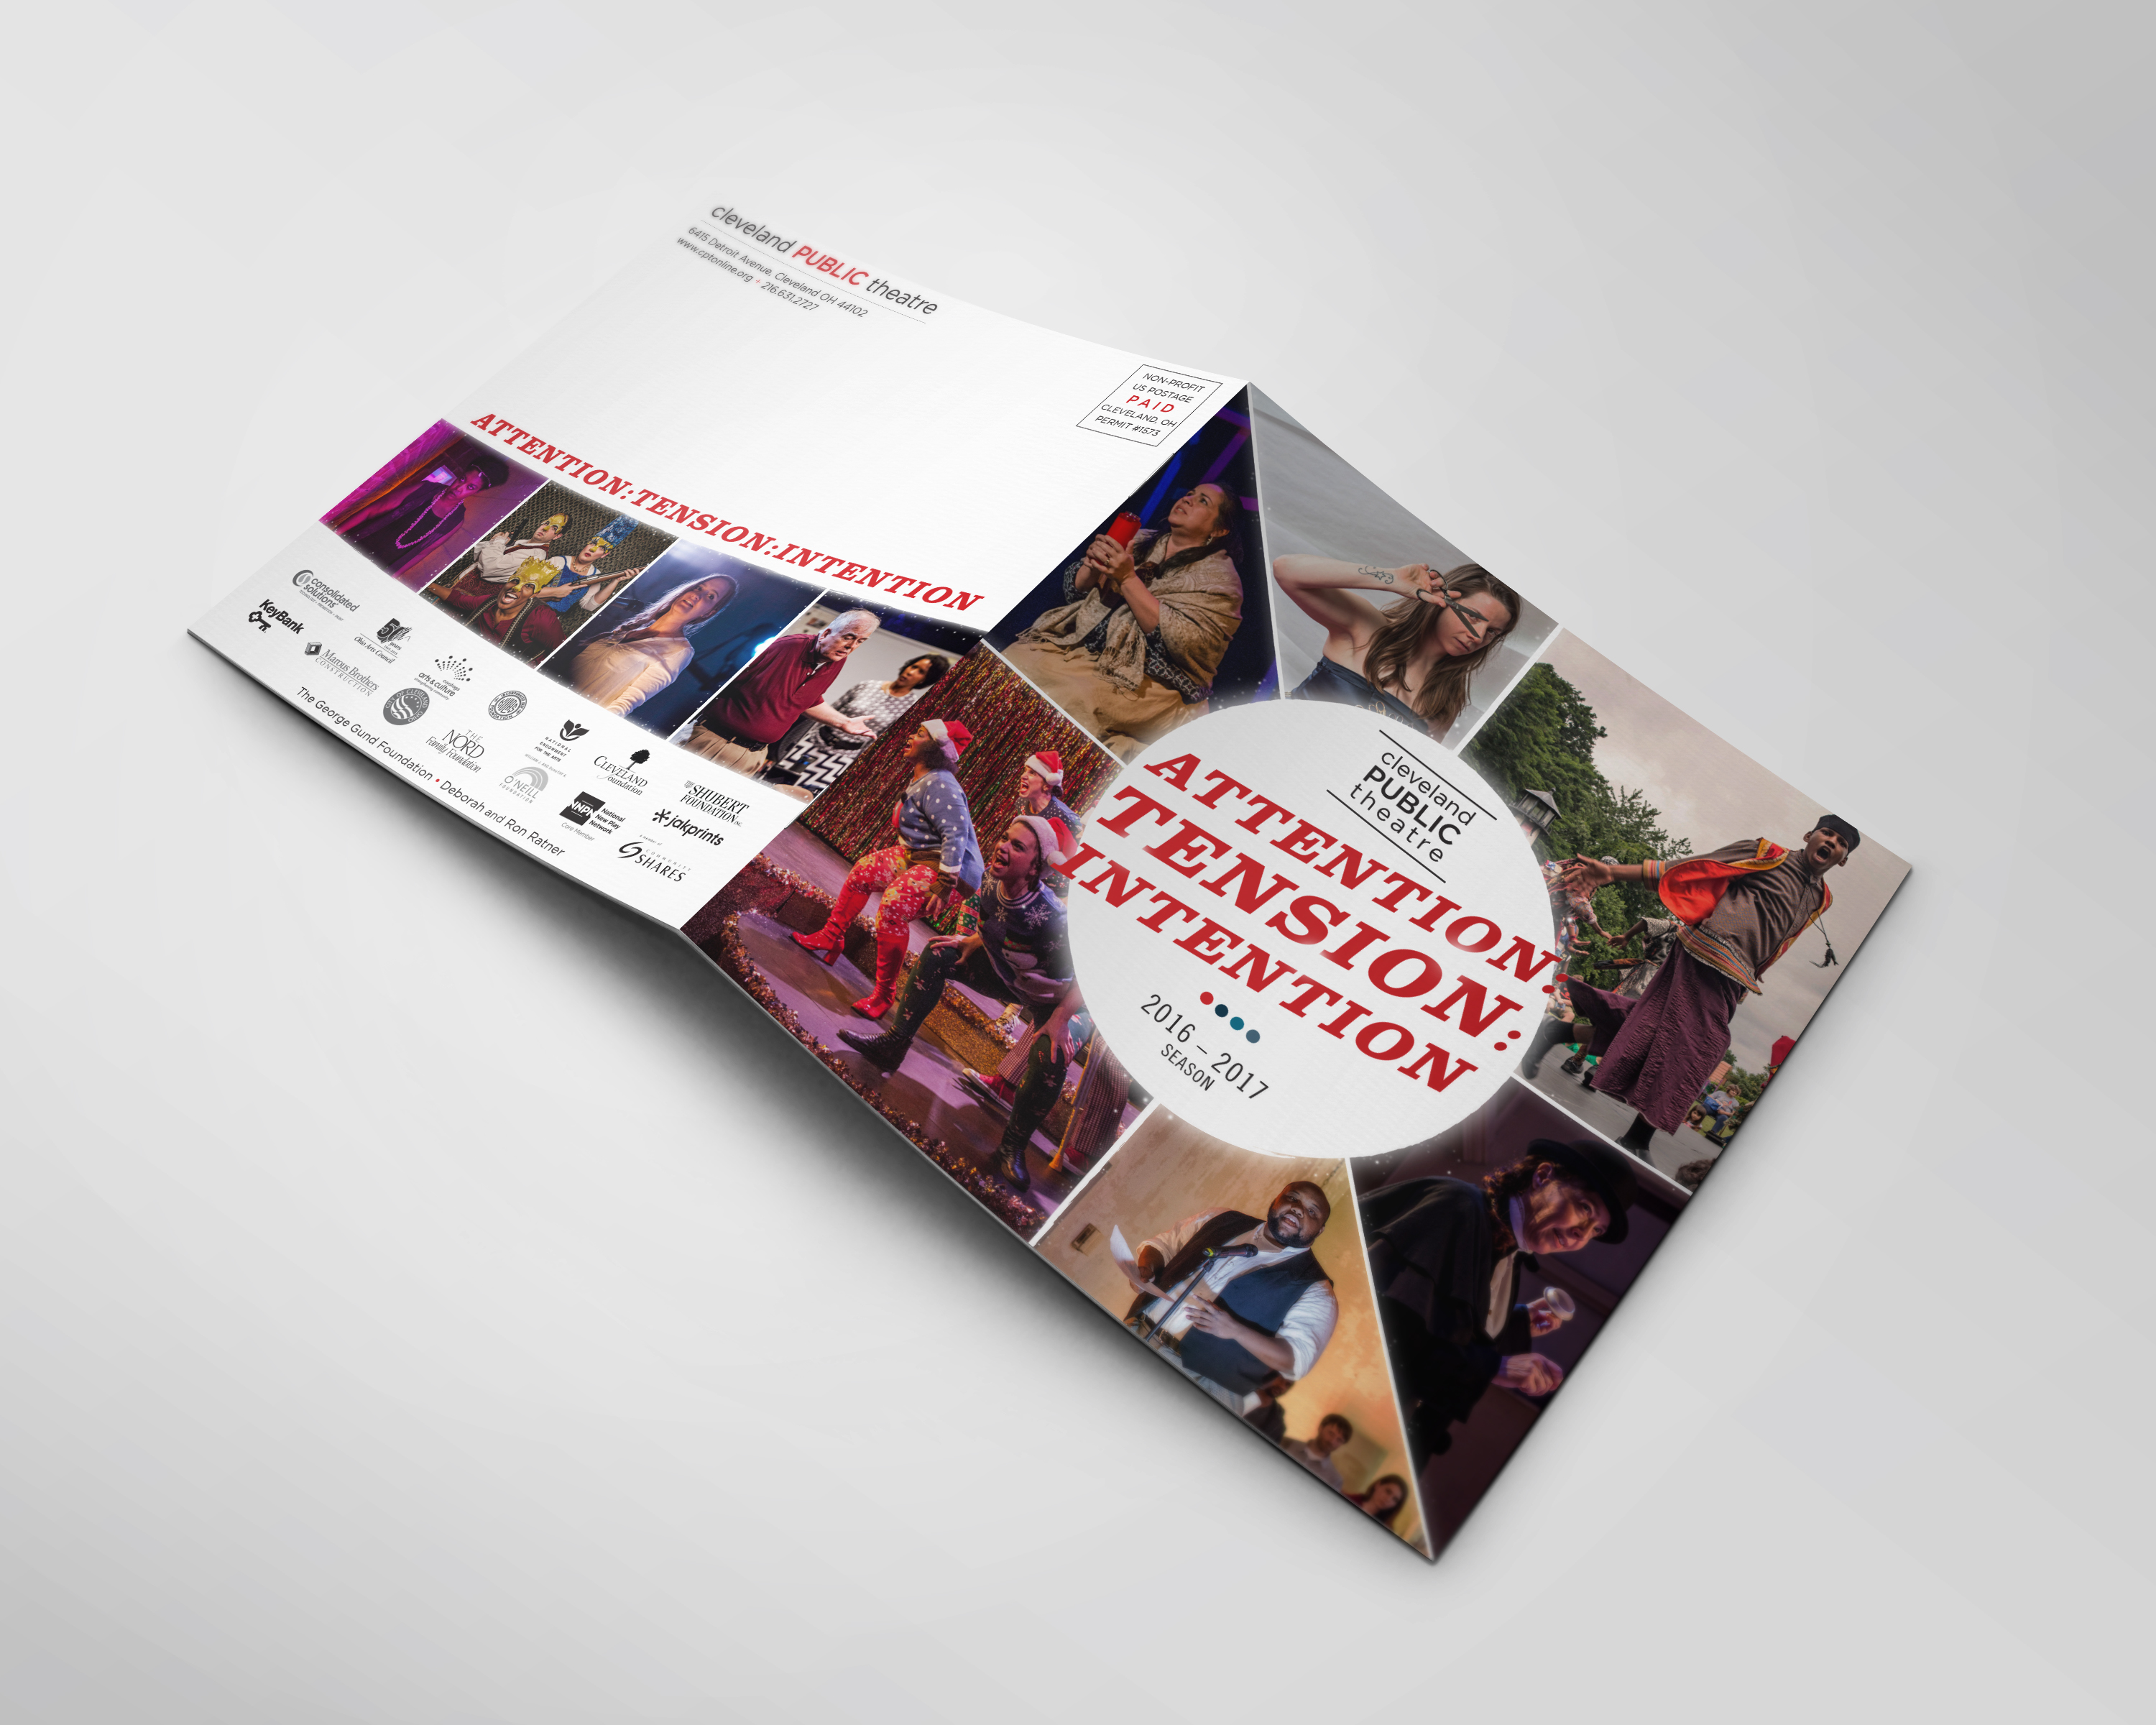 cleveland PUBLIC theatre
6415 Detroit Avenue, Cleveland OH 44102
www.cptonline.org + 216.631.2727
NON-PROFIT
US POSTAGE
PAID
CLEVELAND, OH
PERMIT #1573
ATTENTION:TENSION:INTENTION
consolidated
solutions
KeyBank
50
years
Ohio Arts Council
Marous Brothers
CONSTRUCTION
arts & culture
THE
NORD
Family Foundation
NATIONAL
ENDOWMENT
FOR THE ARTS
O'NEILL
FOUNDATION
CLEVELAND
Foundation
THE
SHUBERT
FOUNDATION INC.
NNPN
National
New Play
Network
Core Member
jakprints
COMMUNITY
SHARES
The George Gund Foundation • Deborah and Ron Ratner
cleveland
PUBLIC
theatre
ATTENTION:
TENSION:
INTENTION
2016 – 2017
SEASON